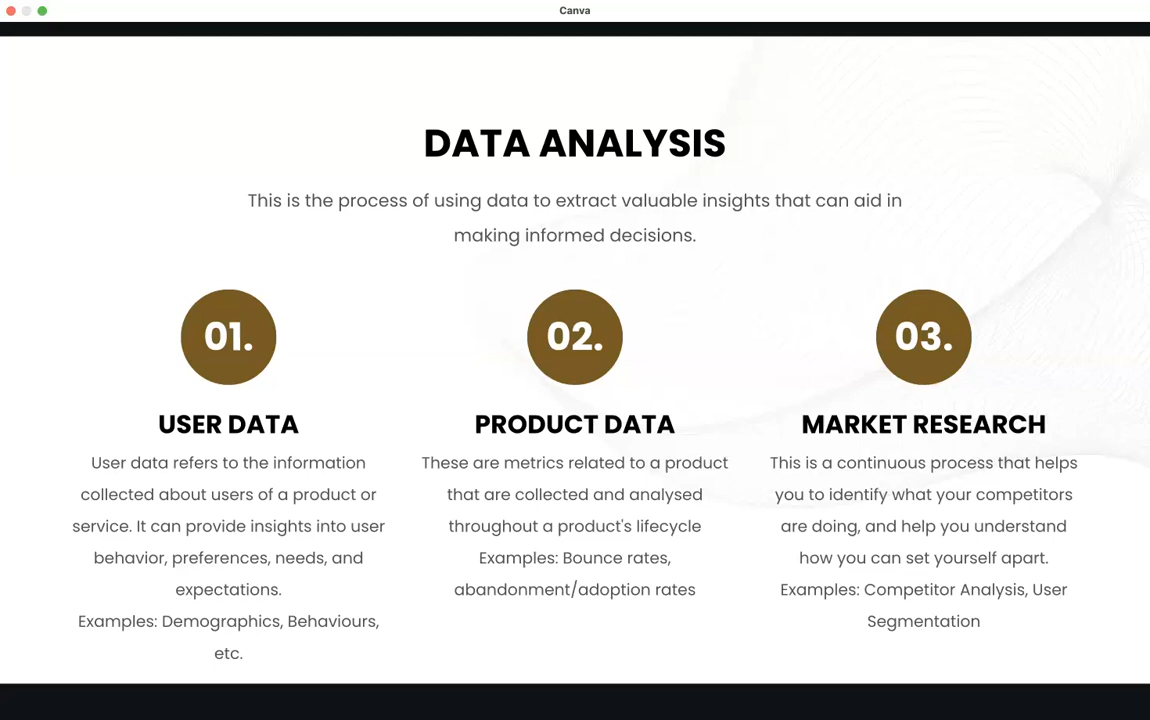 Canva
DATA ANALYSIS
This is the process of using data to extract valuable insights that can aid in
making informed decisions.
01.
USER DATA
User data refers to the information
collected about users of a product or
service. It can provide insights into user
behavior, preferences, needs, and
expectations.
Examples: Demographics, Behaviours,
etc.
02.
PRODUCT DATA
These are metrics related to a product
that are collected and analysed
throughout a product's lifecycle
Examples: Bounce rates,
abandonment/adoption rates
03.
MARKET RESEARCH
This is a continuous process that helps
you to identify what your competitors
are doing, and help you understand
how you can set yourself apart.
Examples: Competitor Analysis, User
Segmentation